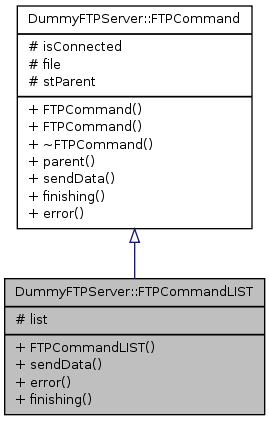 DummyFTPServer::FTPCommand
# isConnected
# file
# stParent
+ FTPCommand()
+ FTPCommand()
+ ~FTPCommand()
+ parent()
+ sendData()
+ finishing()
+ error()
DummyFTPServer::FTPCommandLIST
# list
+ FTPCommandLIST()
+ sendData()
+ error()
+ finishing()